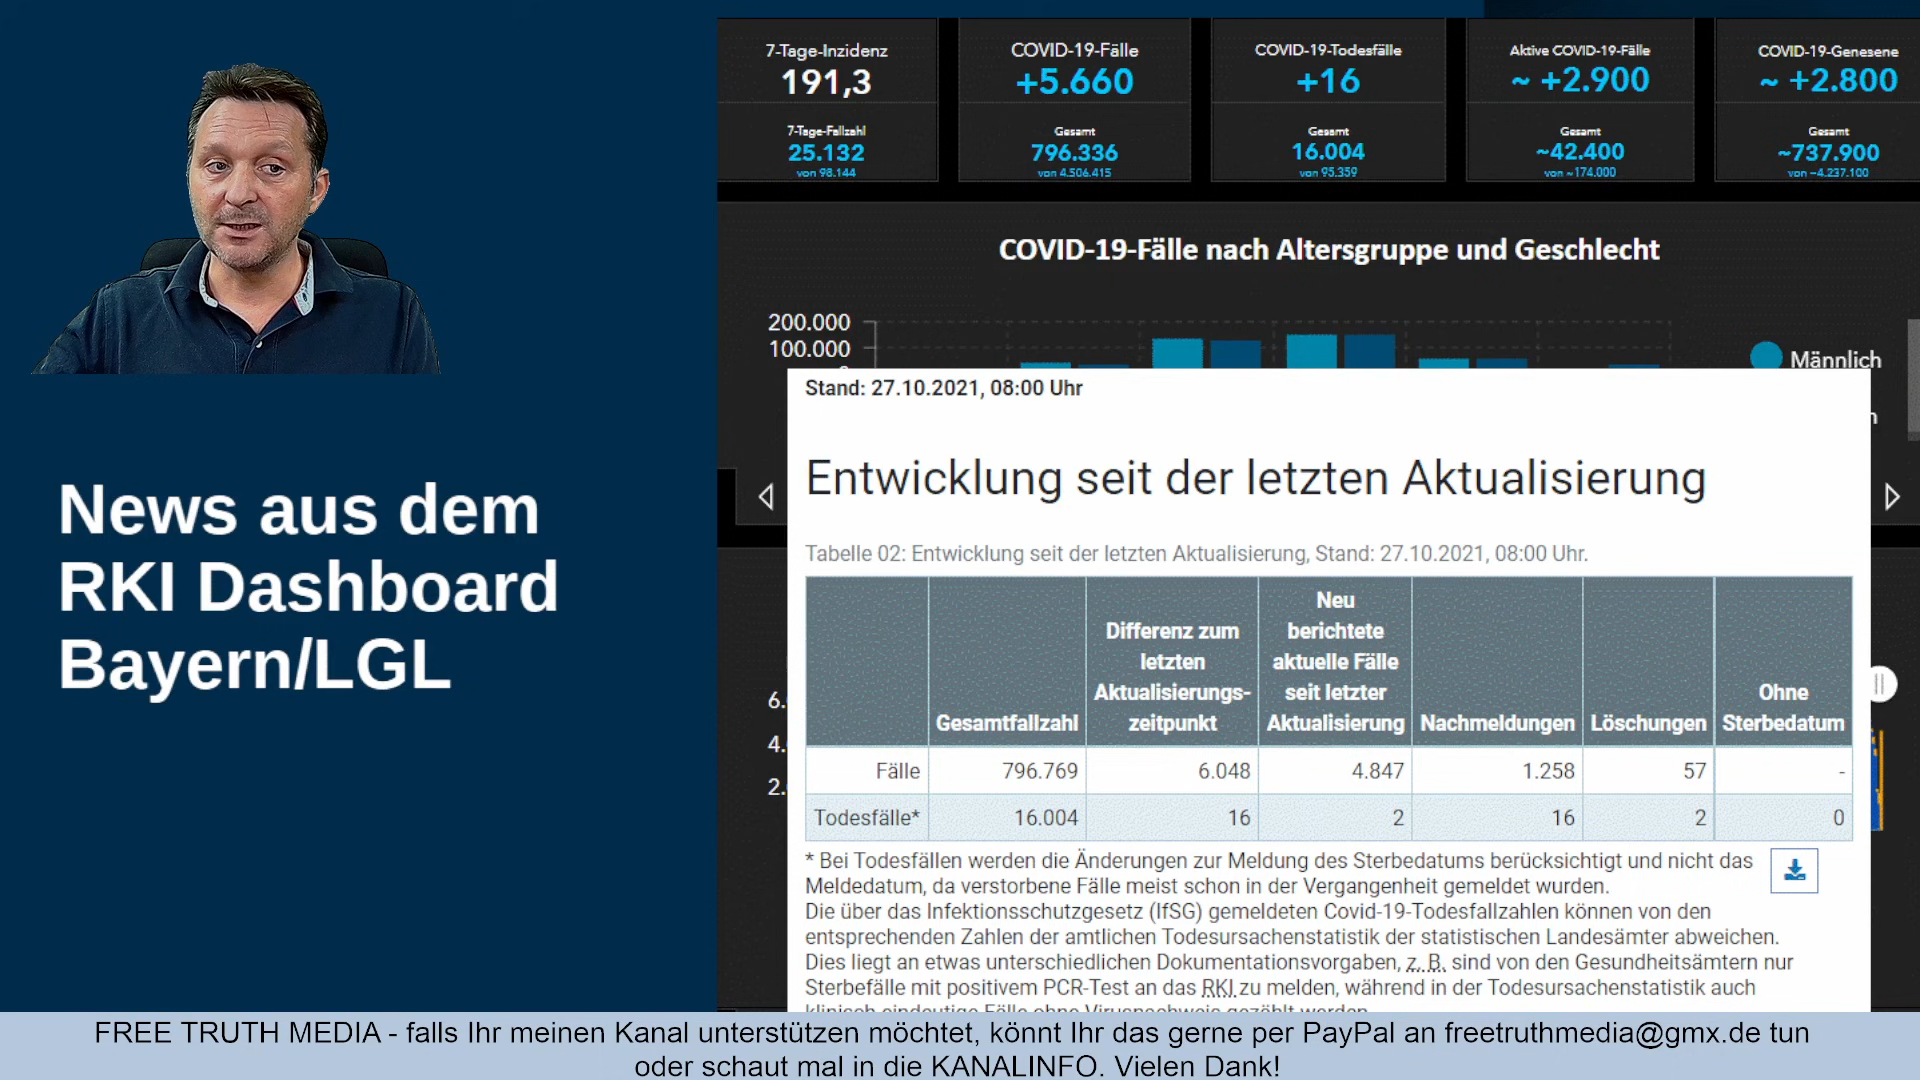 7-Tage-Inzidenz
191,3
7-Tage-Fallzahl
25.132
von 98.144
COVID-19-Fälle
+5.660
Gesamt
796.336
von 4.506.415
COVID-19-Todesfälle
+16
Gesamt
16.004
von 95.359
Aktive COVID-19-Fälle
~ +2.900
Gesamt
~42.400
von ~174.000
COVID-19-Genesene
~ +2.800
Gesamt
~737.900
von ~4.237.100
COVID-19-Fälle nach Altersgruppe und Geschlecht
200.000
100.000
Männlich
News aus dem
RKI Dashboard
Bayern/LGL
6.
4.
2.
Stand: 27.10.2021, 08:00 Uhr
Entwicklung seit der letzten Aktualisierung
Tabelle 02: Entwicklung seit der letzten Aktualisierung, Stand: 27.10.2021, 08:00 Uhr.
Gesamtfallzahl
Differenz zum
letzten
Aktualisierungs-
zeitpunkt
Neu
berichtete
aktuelle Fälle
seit letzter
Aktualisierung
Nachmeldungen
Löschungen
Ohne
Sterbedatum
Fälle 796.769 6.048 4.847 1.258 57 -
Todesfälle* 16.004 16 2 16 2 0
* Bei Todesfällen werden die Änderungen zur Meldung des Sterbedatums berücksichtigt und nicht das
Meldedatum, da verstorbene Fälle meist schon in der Vergangenheit gemeldet wurden.
Die über das Infektionsschutzgesetz (IfSG) gemeldeten Covid-19-Todesfallzahlen können von den
entsprechenden Zahlen der amtlichen Todesursachenstatistik der statistischen Landesämter abweichen.
Dies liegt an etwas unterschiedlichen Dokumentationsvorgaben, z. B. sind von den Gesundheitsämtern nur
Sterbefälle mit positivem PCR-Test an das RKI zu melden, während in der Todesursachenstatistik auch
FREE TRUTH MEDIA - falls Ihr meinen Kanal unterstützen möchtet, könnt Ihr das gerne per PayPal an freetruthmedia@gmx.de tun
oder schaut mal in die KANALINFO. Vielen Dank!